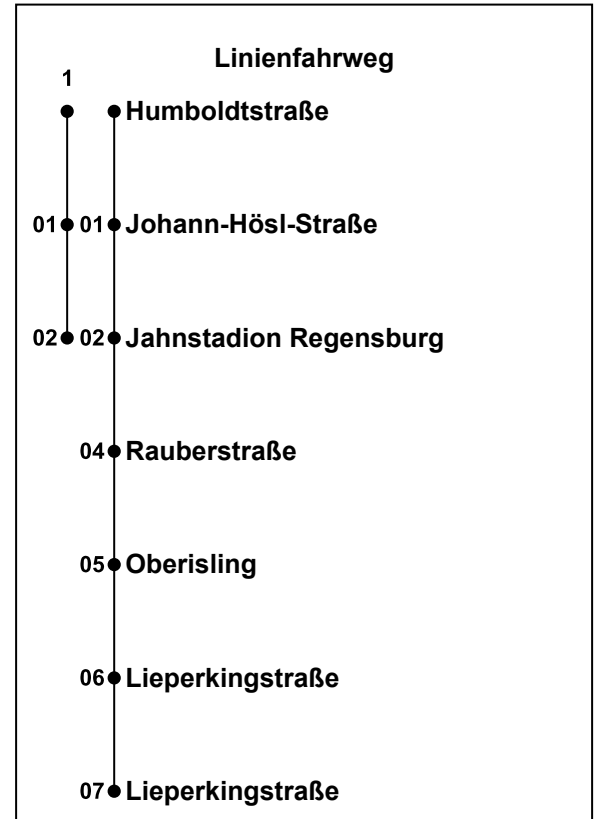 Linienfahrweg
1
Humboldtstraße
01 01 Johann-Hösl-Straße
02 02 Jahnstadion Regensburg
04 Rauberstraße
05 Oberisling
06 Lieperkingstraße
07 Lieperkingstraße